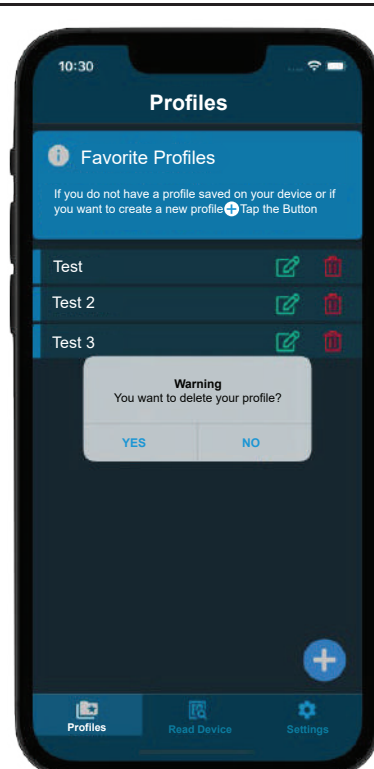 10:30
Profiles
Favorite Profiles
If you do not have a profile saved on your device or if
you want to create a new profile Tap the Button
Test
Test 2
Test 3
Warning
You want to delete your profile?
YES NO
Profiles Read Device Settings